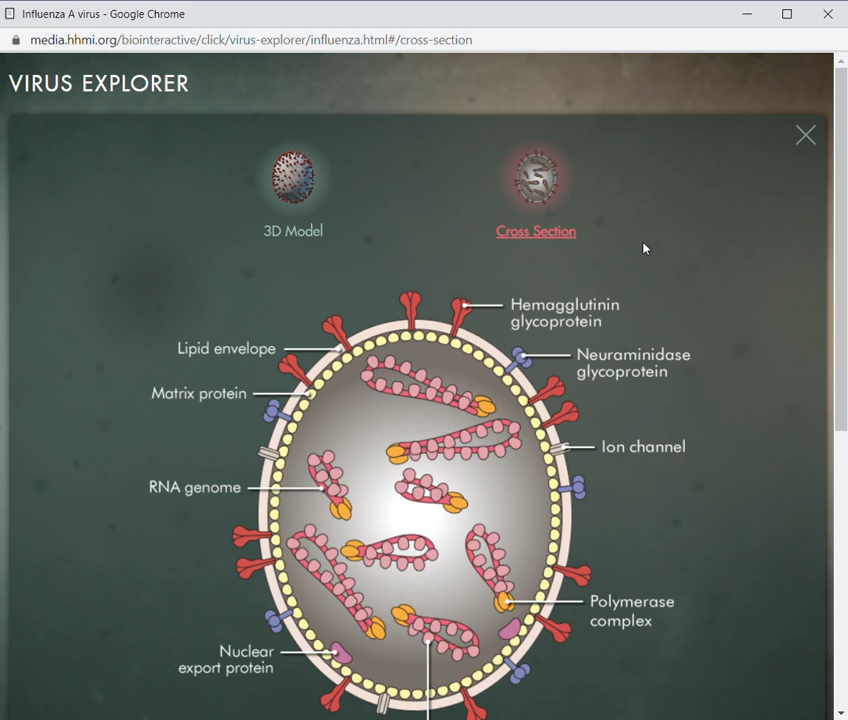 Influenza A virus - Google Chrome
media.hhmi.org/biointeractive/click/virus-explorer/influenza.html#/cross-section
VIRUS EXPLORER
3D Model
Cross Section
Hemagglutinin
glycoprotein
Lipid envelope
Neuraminidase
glycoprotein
Matrix protein
Ion channel
RNA genome
Polymerase
complex
Nuclear
export protein